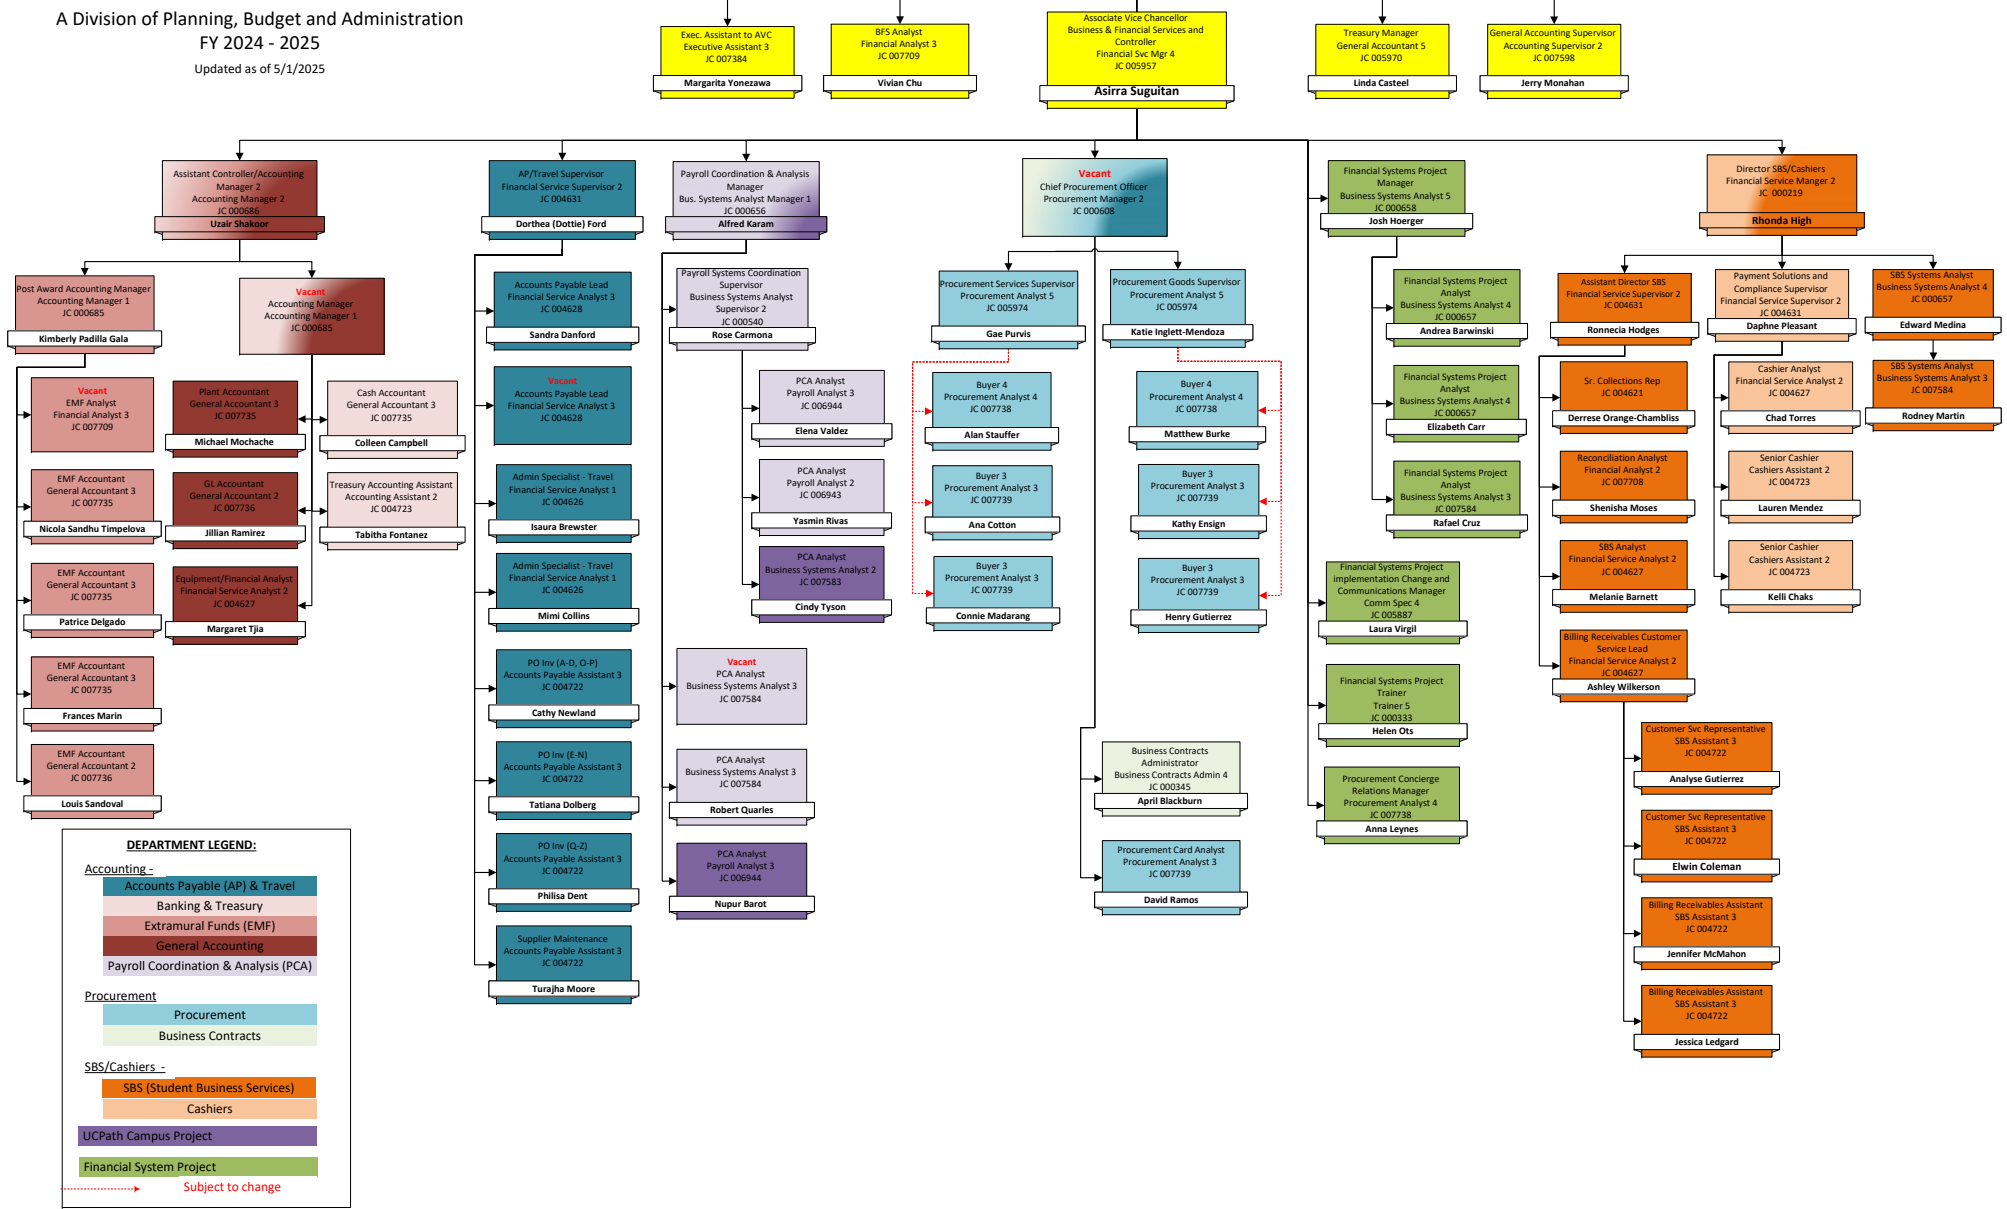 A Division of Planning, Budget and Administration
FY 2024 - 2025
Updated as of 5/1/2025
Exec. Assistant to AVC
Executive Assistant 3
JC 007384
Margarita Yonezawa
BFS Analyst
Financial Analyst 3
JC 007709
Vivian Chu
Associate Vice Chancellor
Business & Financial Services and
Controller
Financial Svc Mgr 4
JC 005957
Asirra Suguitan
Treasury Manager
General Accountant 5
JC 005970
Linda Casteel
General Accounting Supervisor
Accounting Supervisor 2
JC 007598
Jerry Monahan
Assistant Controller/Accounting
Manager 2
Accounting Manager 2
JC 000686
Uzair Shakoor
AP/Travel Supervisor
Financial Service Supervisor 2
JC 004631
Dorthea (Dottie) Ford
Payroll Coordination & Analysis
Manager
Bus. Systems Analyst Manager 1
JC 000656
Alfred Karam
Vacant
Chief Procurement Officer
Procurement Manager 2
JC 000608
Financial Systems Project
Manager
Business Systems Analyst 5
JC 000658
Josh Hoerger
Director SBS/Cashiers
Financial Service Manger 2
JC  000219
Rhonda High
Post Award Accounting Manager
Accounting Manager 1
JC 000685
Kimberly Padilla Gala
Vacant
Accounting Manager
Accounting Manager 1
JC 000685
Vacant
EMF Analyst
Financial Analyst 3
JC 007709
EMF Accountant
General Accountant 3
JC 007735
Nicola Sandhu Timpelova
EMF Accountant
General Accountant 3
JC 007735
Patrice Delgado
EMF Accountant
General Accountant 3
JC 007735
Frances Marin
EMF Accountant
General Accountant 2
JC 007736
Louis Sandoval
Plant Accountant
General Accountant 3
JC 007735
Michael Mochache
GL Accountant
General Accountant 2
JC 007736
Jillian Ramirez
Equipment/Financial Analyst
Financial Service Analyst 2
JC 004627
Margaret Tjia
Cash Accountant
General Accountant 3
JC 007735
Colleen Campbell
Treasury Accounting Assistant
Accounting Assistant 2
JC 004723
Tabitha Fontanez
Accounts Payable Lead
Financial Service Analyst 3
JC 004628
Sandra Danford
Vacant
Accounts Payable Lead
Financial Service Analyst 3
JC 004628
Admin Specialist - Travel
Financial Service Analyst 1
JC 004626
Isaura Brewster
Admin Specialist - Travel
Financial Service Analyst 1
JC 004626
Mimi Collins
PO Inv (A-D, O-P)
Accounts Payable Assistant 3
JC 004722
Cathy Newland
PO Inv (E-N)
Accounts Payable Assistant 3
JC 004722
Tatiana Dolberg
PO Inv (Q-Z)
Accounts Payable Assistant 3
JC 004722
Philisa Dent
Supplier Maintenance
Accounts Payable Assistant 3
JC 004722
Turajha Moore
Payroll Systems Coordination
Supervisor
Business Systems Analyst
Supervisor 2
JC 000540
Rose Carmona
PCA Analyst
Payroll Analyst 3
JC 006944
Elena Valdez
PCA Analyst
Payroll Analyst 2
JC 006943
Yasmin Rivas
PCA Analyst
Business Systems Analyst 2
JC 007583
Cindy Tyson
Vacant
PCA Analyst
Business Systems Analyst 3
JC 007584
PCA Analyst
Business Systems Analyst 3
JC 007584
Robert Quarles
PCA Analyst
Payroll Analyst 3
JC 006944
Nupur Barot
Procurement Services Supervisor
Procurement Analyst 5
JC 005974
Gae Purvis
Buyer 4
Procurement Analyst 4
JC 007738
Alan Stauffer
Buyer 3
Procurement Analyst 3
JC 007739
Ana Cotton
Buyer 3
Procurement Analyst 3
JC 007739
Connie Madarang
Procurement Goods Supervisor
Procurement Analyst 5
JC 005974
Katie Inglett-Mendoza
Buyer 4
Procurement Analyst 4
JC 007738
Matthew Burke
Buyer 3
Procurement Analyst 3
JC 007739
Kathy Ensign
Buyer 3
Procurement Analyst 3
JC 007739
Henry Gutierrez
Business Contracts
Administrator
Business Contracts Admin 4
JC 000345
April Blackburn
Procurement Card Analyst
Procurement Analyst 3
JC 007739
David Ramos
Financial Systems Project
Analyst
Business Systems Analyst 4
JC 000657
Andrea Barwinski
Financial Systems Project
Analyst
Business Systems Analyst 4
JC 000657
Elizabeth Carr
Financial Systems Project
Analyst
Business Systems Analyst 3
JC 007584
Rafael Cruz
Financial Systems Project
implementation Change and
Communications Manager
Comm Spec 4
JC 005887
Laura Virgil
Financial Systems Project
Trainer
Trainer 5
JC 000333
Helen Ots
Procurement Concierge
Relations Manager
Procurement Analyst 4
JC 007738
Anna Leynes
Assistant Director SBS
Financial Service Supervisor 2
JC 004631
Ronnecia Hodges
Sr. Collections Rep
JC 004621
Derrese Orange-Chambliss
Reconciliation Analyst
Financial Analyst 2
JC 007708
Shenisha Moses
SBS Analyst
Financial Service Analyst 2
JC 004627
Melanie Barnett
Billing Receivables Customer
Service Lead
Financial Service Analyst 2
JC 004627
Ashley Wilkerson
Customer Svc Representative
SBS Assistant 3
JC 004722
Analyse Gutierrez
Customer Svc Representative
SBS Assistant 3
JC 004722
Elwin Coleman
Billing Receivables Assistant
SBS Assistant 3
JC 004722
Jennifer McMahon
Billing Receivables Assistant
SBS Assistant 3
JC 004722
Jessica Ledgard
Payment Solutions and
Compliance Supervisor
Financial Service Supervisor 2
JC 004631
Daphne Pleasant
Cashier Analyst
Financial Service Analyst 2
JC 004627
Chad Torres
Senior Cashier
Cashiers Assistant 2
JC 004723
Lauren Mendez
Senior Cashier
Cashiers Assistant 2
JC 004723
Kelli Chaks
SBS Systems Analyst
Business Systems Analyst 4
JC 000657
Edward Medina
SBS Systems Analyst
Business Systems Analyst 3
JC 007584
Rodney Martin
DEPARTMENT LEGEND:
Accounting -
Accounts Payable (AP) & Travel
Banking & Treasury
Extramural Funds (EMF)
General Accounting
Payroll Coordination & Analysis (PCA)
Procurement
Procurement
Business Contracts
SBS/Cashiers  -
SBS (Student Business Services)
Cashiers
UCPath Campus Project
Financial System Project
Subject to change